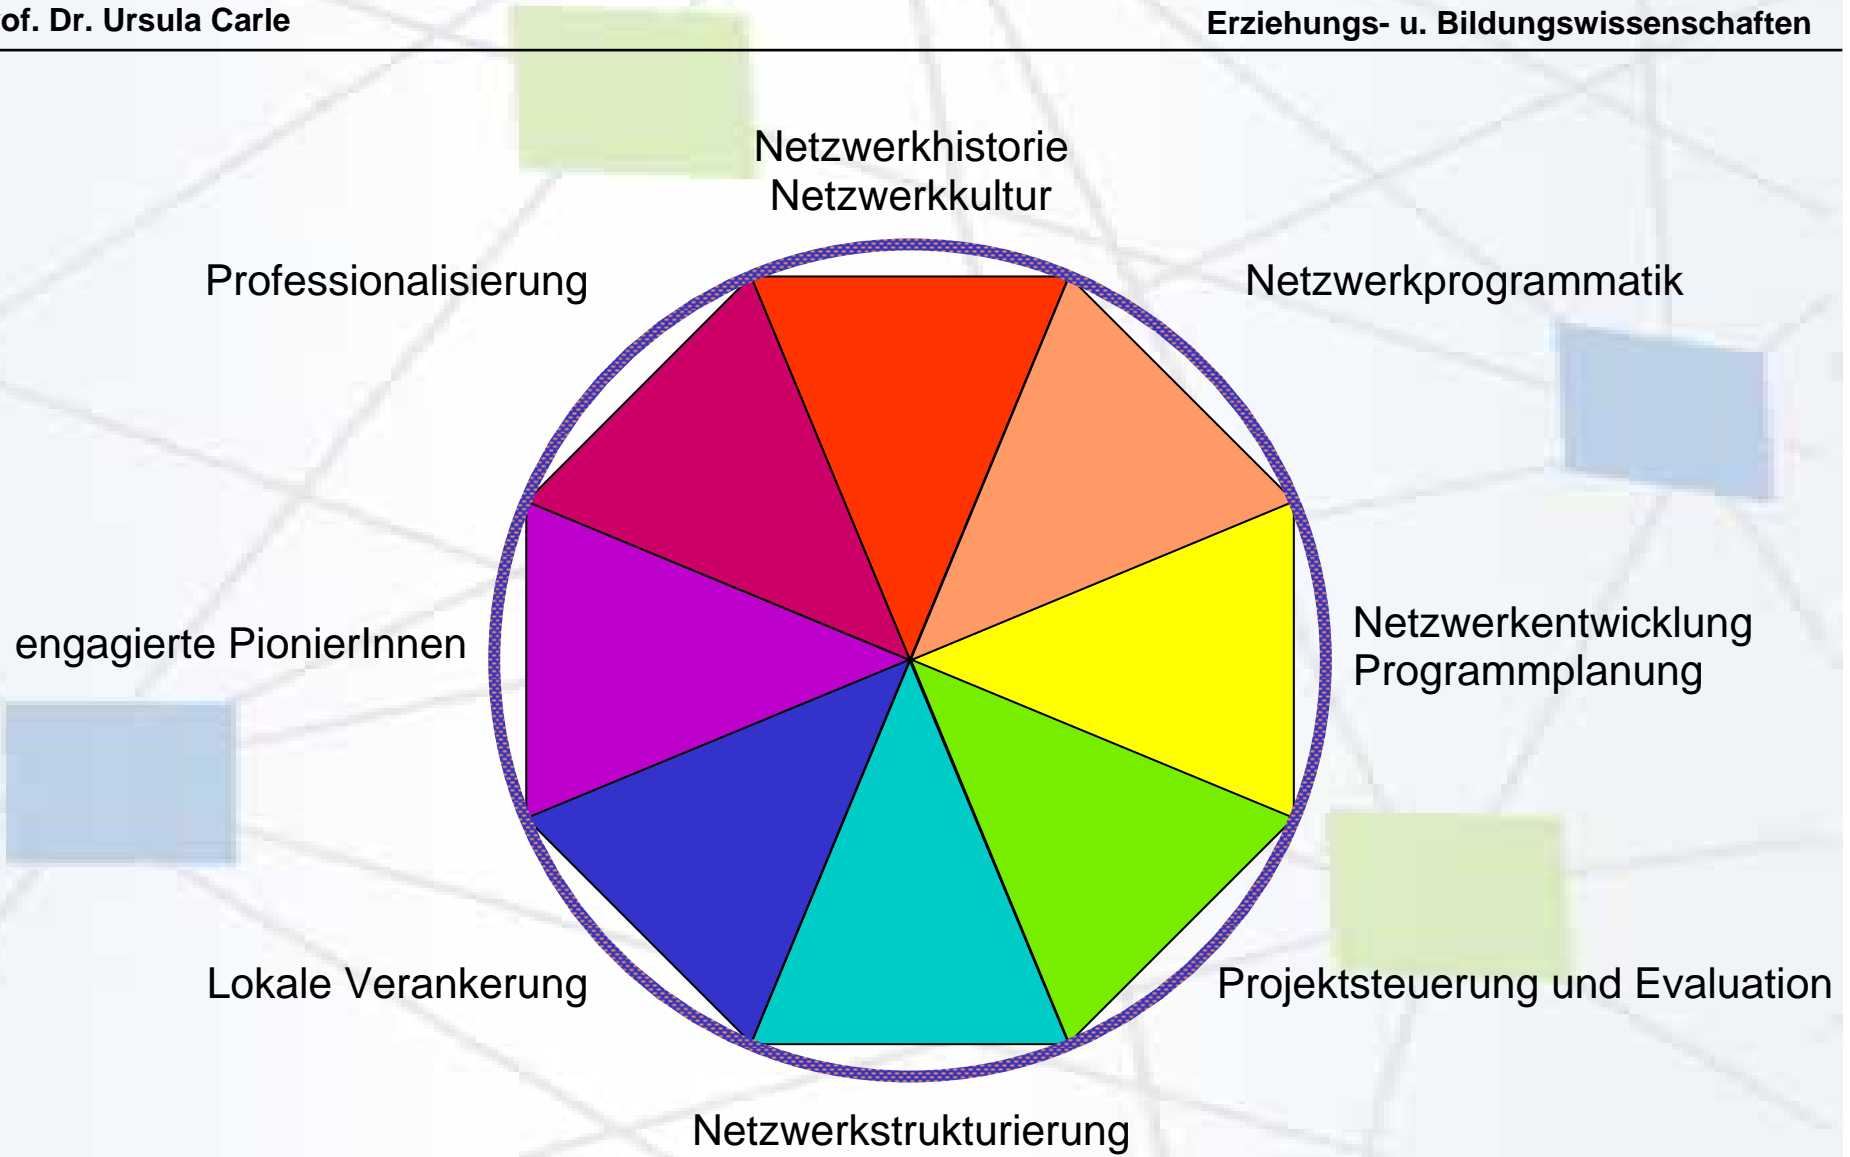 of. Dr. Ursula Carle
Erziehungs- u. Bildungswissenschaften
Netzwerkhistorie
Netzwerkkultur
Professionalisierung
Netzwerkprogrammatik
engagierte PionierInnen
Netzwerkentwicklung
Programmplanung
Lokale Verankerung
Projektsteuerung und Evaluation
Netzwerkstrukturierung